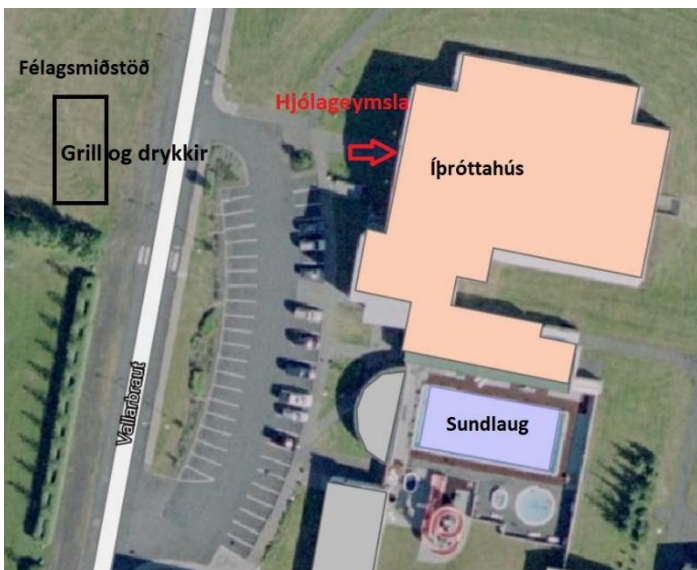 Félagsmiðstöð
Hjólageymsla
Grill og drykkir
Íþróttahús
Vallarbraut
Sundlaug